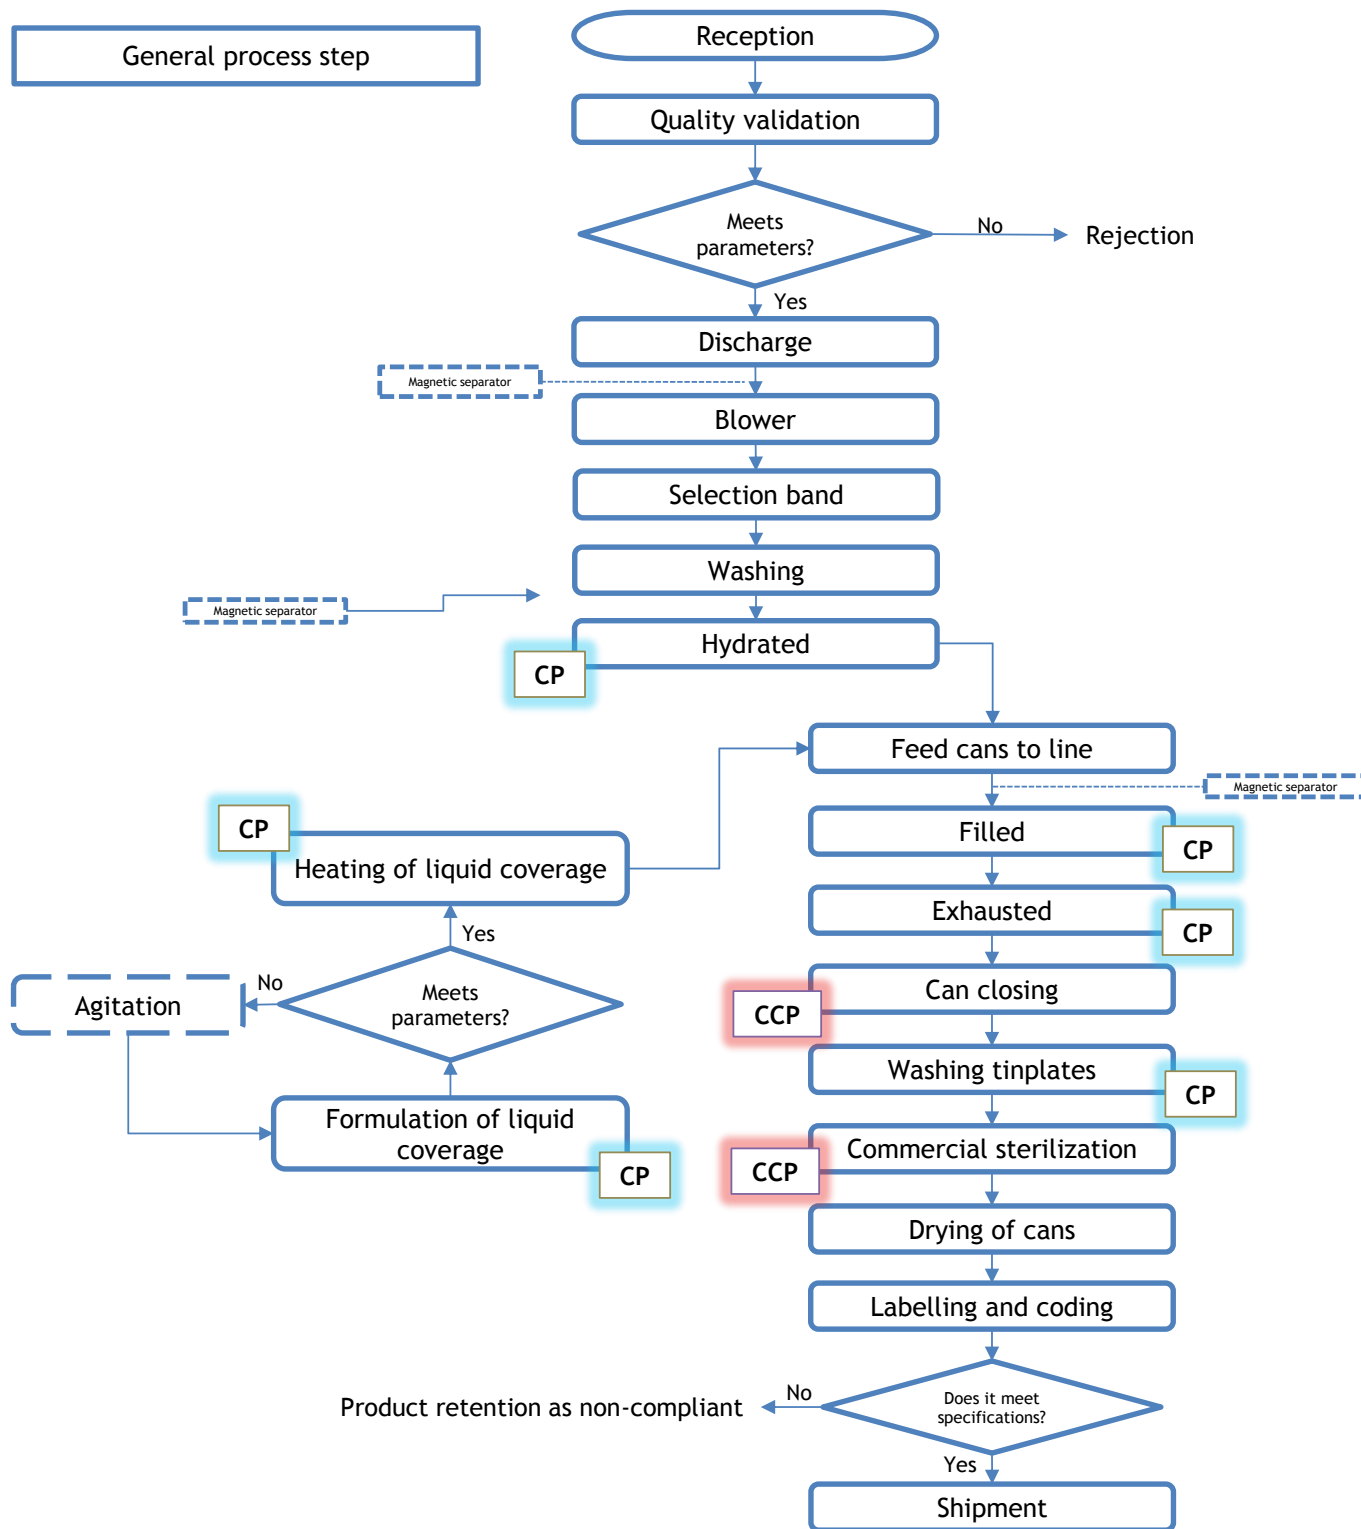 General process step
Reception
Quality validation
Meets
parameters?
No
Rejection
Yes
Discharge
Magnetic separator
Blower
Selection band
Washing
Magnetic separator
Hydrated
CP
Feed cans to line
Magnetic separator
CP
Heating of liquid coverage
Filled
CP
Exhausted
CP
Yes
No
Agitation
Meets
parameters?
Can closing
CCP
Washing tinplates
CP
Formulation of liquid
coverage
CP
Commercial sterilization
CCP
Drying of cans
Labelling and coding
Does it meet
specifications?
No
Product retention as non-compliant
Yes
Shipment